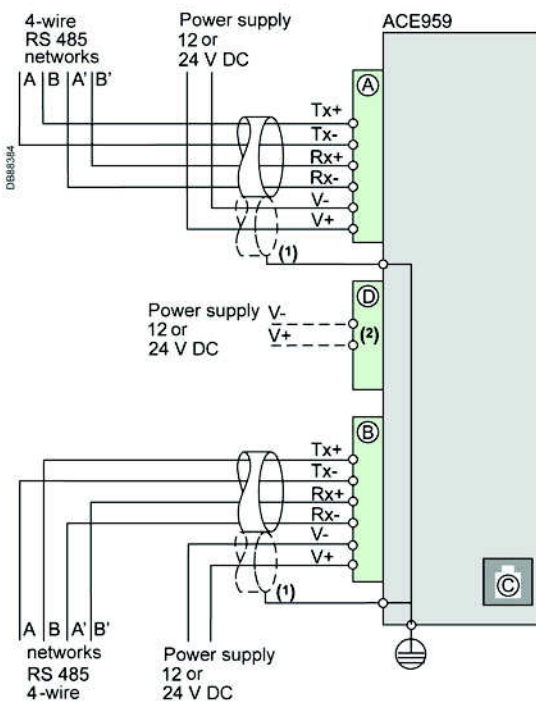 4-wire
RS 485
networks
A B A' B'
Power supply
12 or
24 V DC
ACE959
DB88384
A
Tx+
Tx-
Rx+
Rx-
V-
V+
(1)
D
Power supply
12 or
24 V DC
V-
V+
(2)
B
Tx+
Tx-
Rx+
Rx-
V-
V+
(1)
C
A B A' B'
networks
RS 485
4-wire
Power supply
12 or
24 V DC